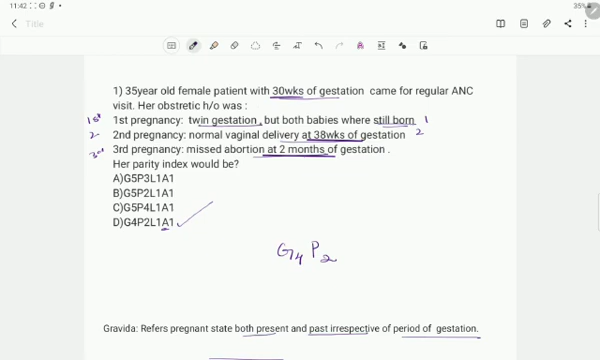 11:42
35%
Title
1) 35year old female patient with 30wks of gestation came for regular ANC
visit. Her obstretic h/o was :
1st 1st pregnancy: twin gestation , but both babies where still born 1
2 2nd pregnancy: normal vaginal delivery at 38wks of gestation 2
3rd 3rd pregnancy: missed abortion at 2 months of gestation .
Her parity index would be?
A)G5P3L1A1
B)G5P2L1A1
C)G5P4L1A1
D)G4P2L1A1
G4 P2
Gravida: Refers pregnant state both present and past irrespective of period of gestation.